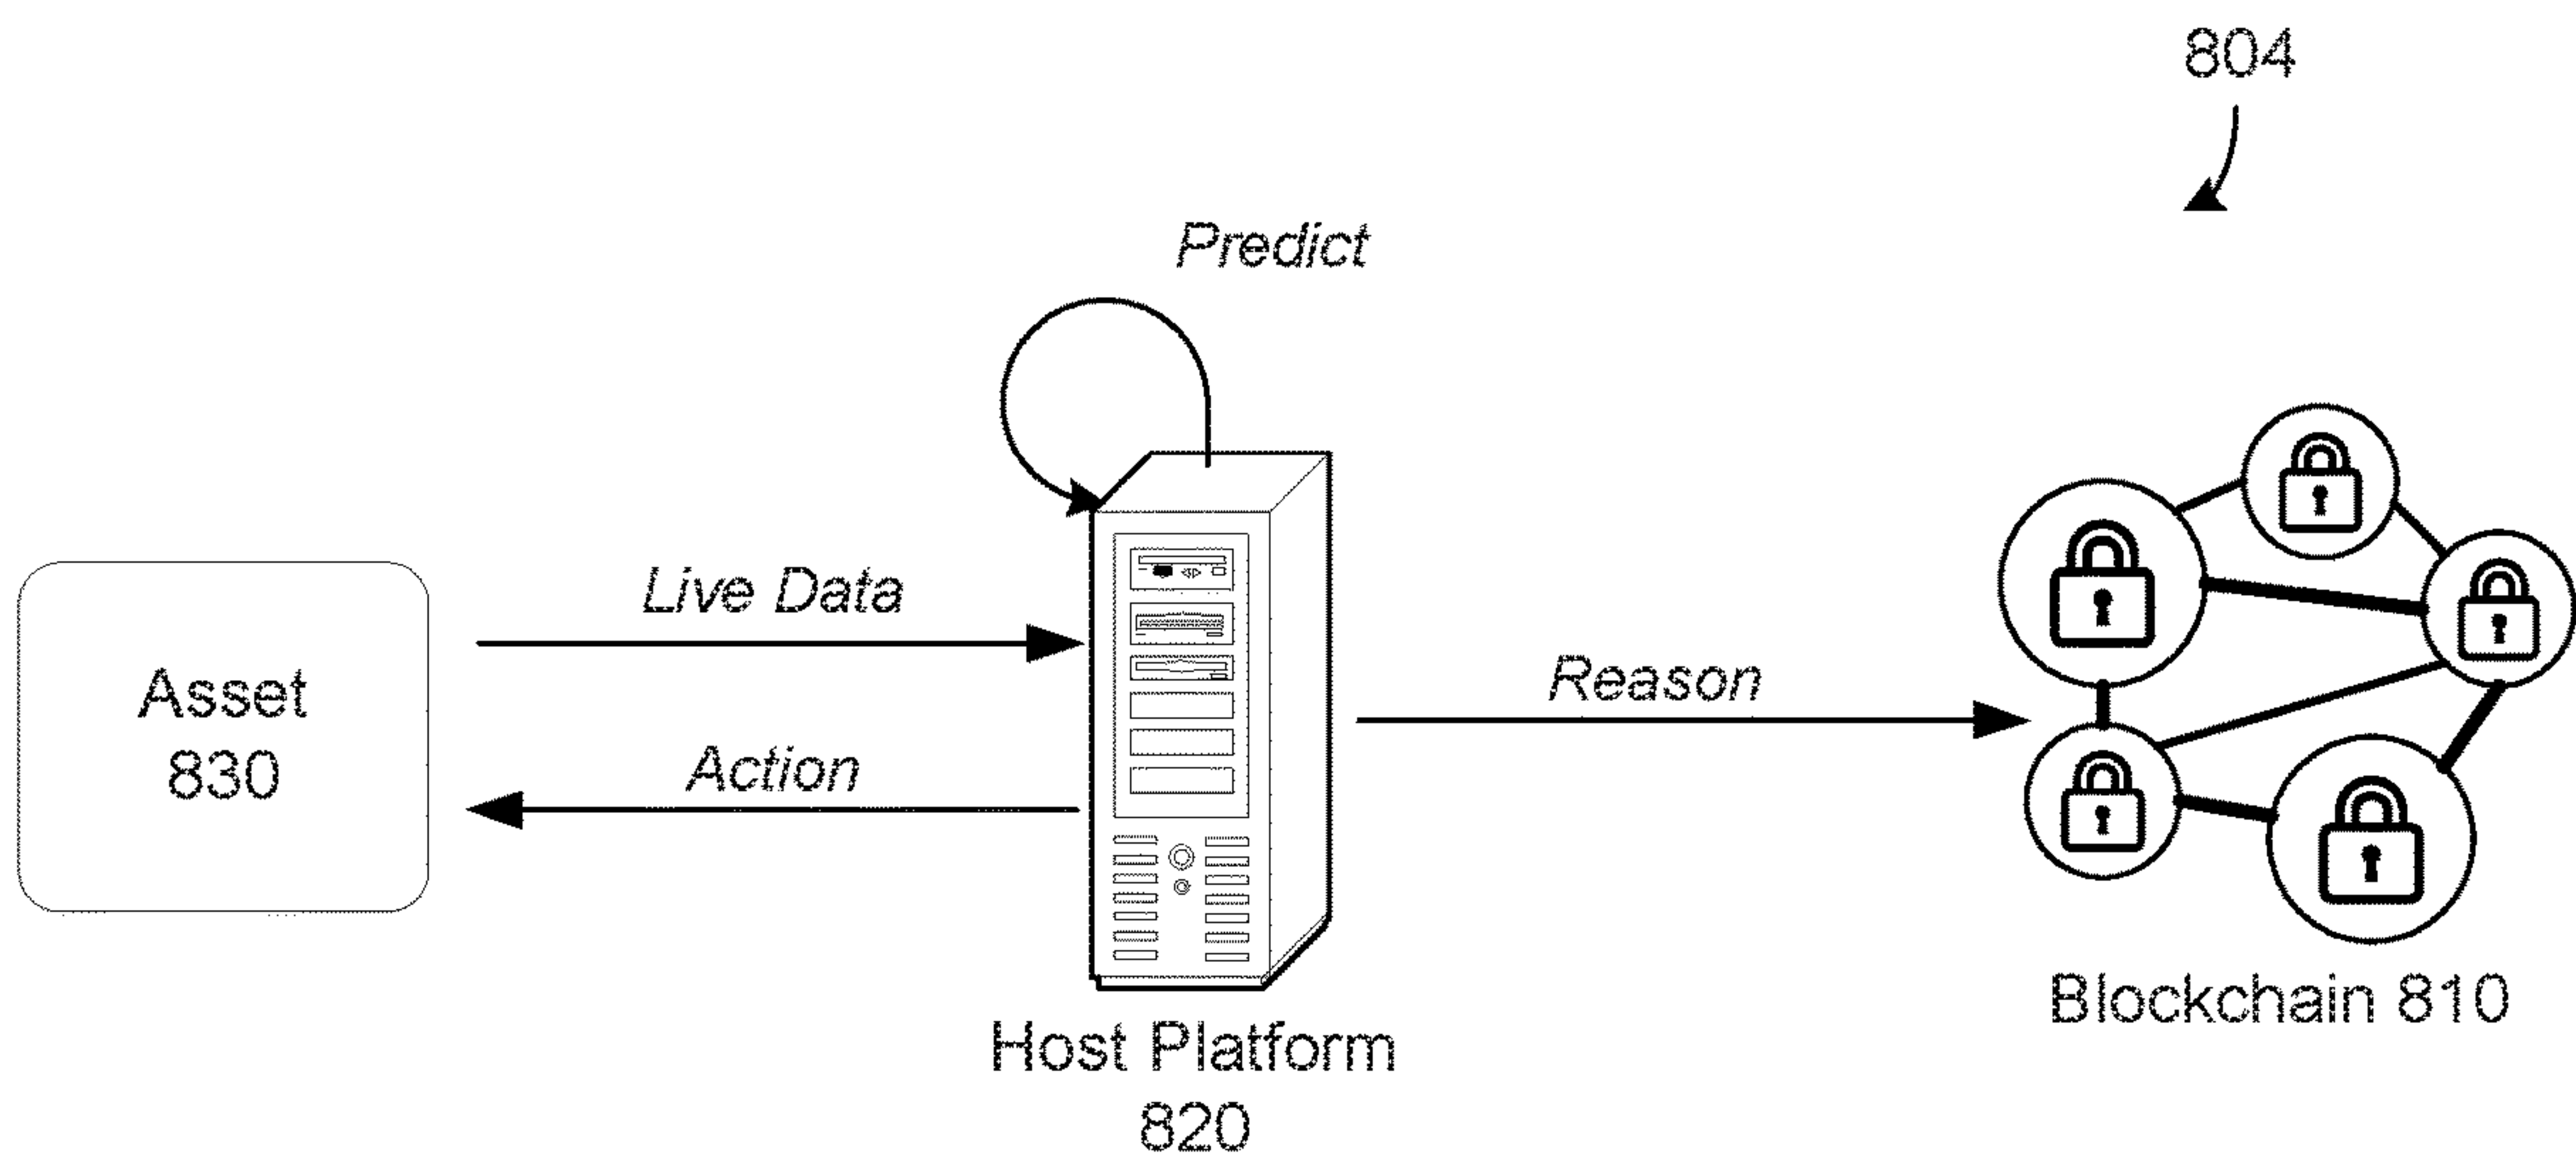 804
Predict
Live Data
Asset
830
Action
Reason
Blockchain 810
Host Platform
820